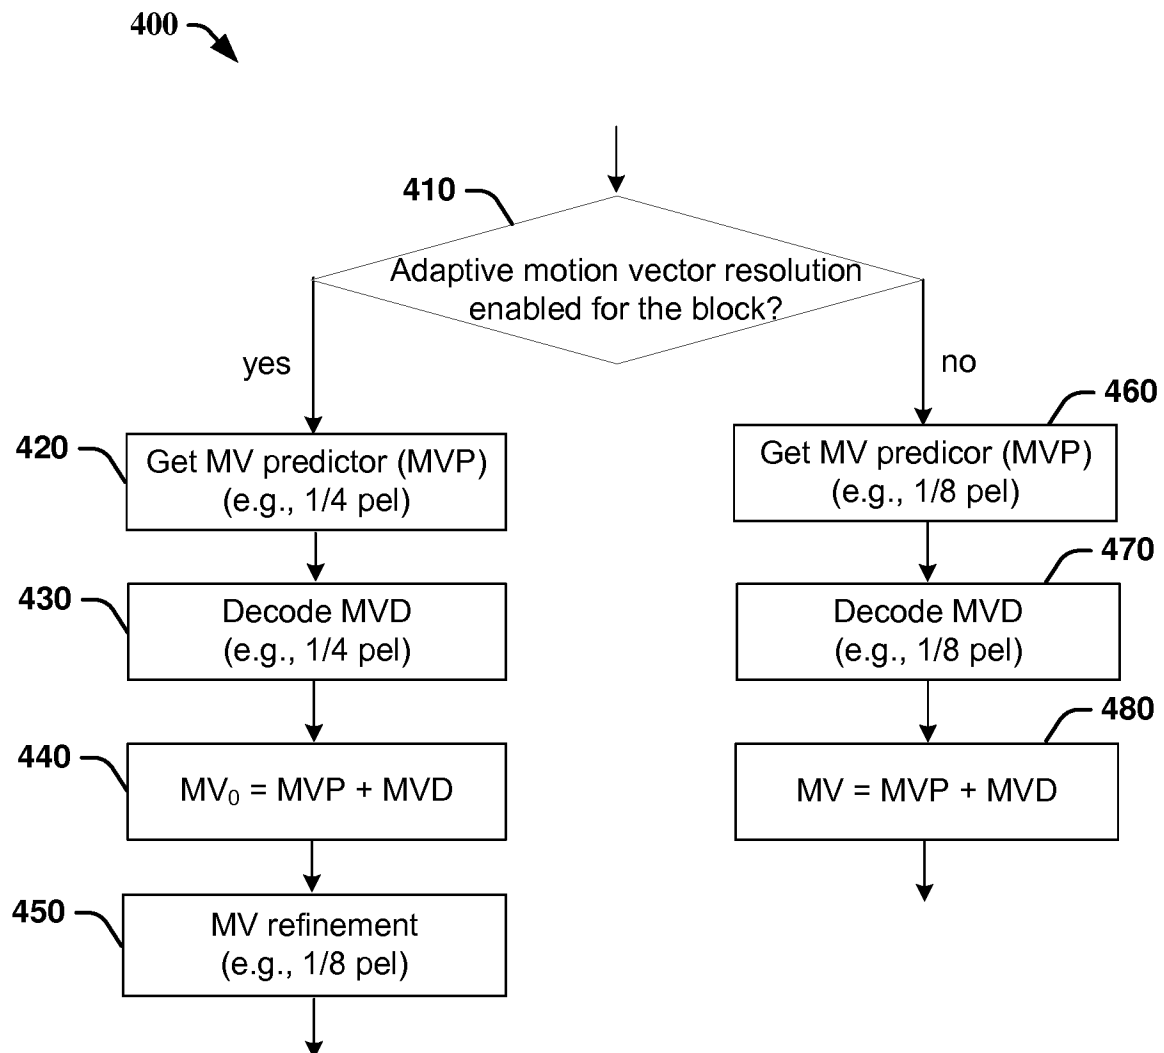 400
410
Adaptive motion vector resolution
enabled for the block?
yes
no
420
Get MV predictor (MVP)
(e.g., 1/4 pel)
430
Decode MVD
(e.g., 1/4 pel)
440
MV₀ = MVP + MVD
450
MV refinement
(e.g., 1/8 pel)
460
Get MV predicor (MVP)
(e.g., 1/8 pel)
470
Decode MVD
(e.g., 1/8 pel)
480
MV = MVP + MVD